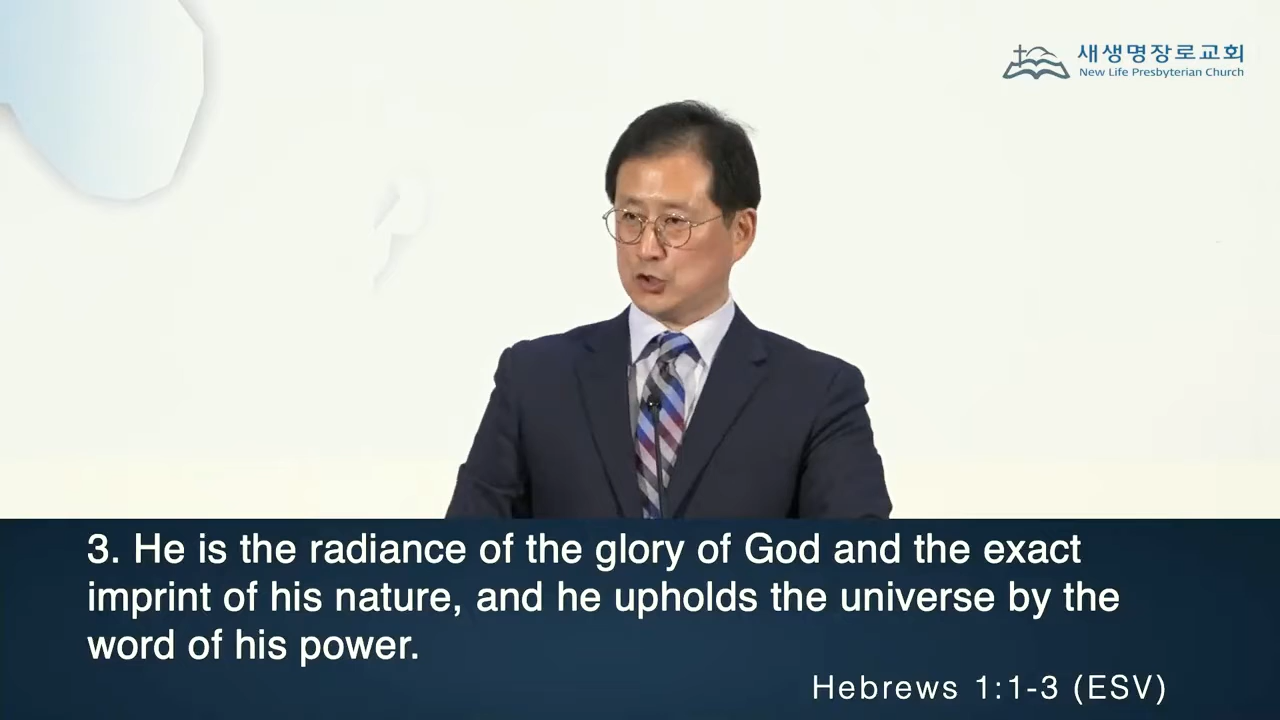 새생명장로교회
New Life Presbyterian Church
3. He is the radiance of the glory of God and the exact
imprint of his nature, and he upholds the universe by the
word of his power.
Hebrews 1:1-3 (ESV)